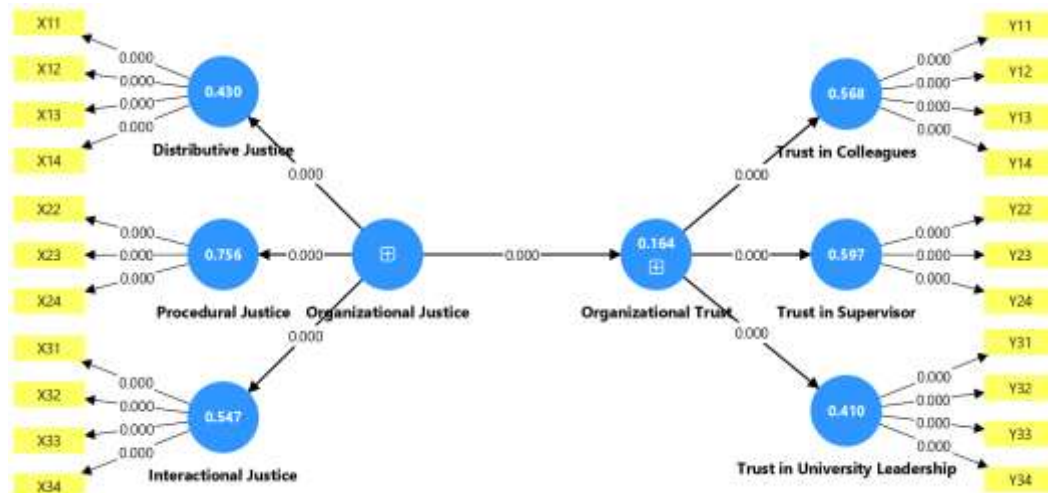 X11
X12
X13
X14
0.000
0.000
0.000
0.000
0.430
Distributive Justice
0.000
X22
X23
X24
0.000
0.000
0.000
0.756
Procedural Justice
0.000
X31
X32
X33
X34
0.000
0.000
0.000
0.000
0.547
Interactional Justice
0.000
Organizational Justice
0.000
0.164
Organizational Trust
0.000
0.568
Trust in Colleagues
0.000
0.000
0.000
0.000
Y11
Y12
Y13
Y14
0.000
0.597
Trust in Supervisor
0.000
0.000
0.000
Y22
Y23
Y24
0.000
0.410
Trust in University Leadership
0.000
0.000
0.000
0.000
Y31
Y32
Y33
Y34